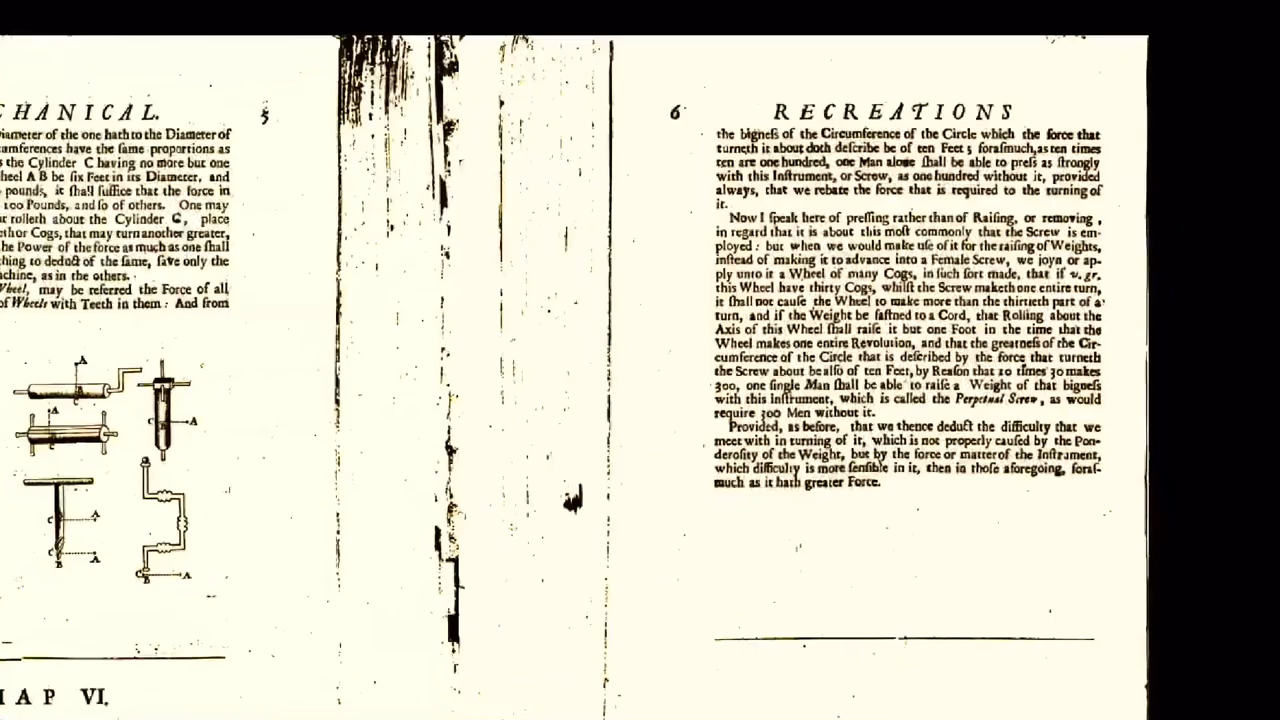 CHANICAL. 5
iameter of the one hath to the Diameter of
cumferences have the ſame proportions as
s the Cylinder C having no more but one
heel A B be ſix Feet in its Diameter, and
pounds, it ſhall ſuffice that the force in
100 Pounds, and ſo of others. One may
rolleth about the Cylinder C, place
eth or Cogs, that may turn another greater,
he Power of the force as much as one ſhall
thing to deduct of the ſame, ſave only the
achine, as in the others.
Wheel, may be referred the Force of all
of Wheels with Teeth in them: And from
A
C
B
A
C
C
A
B
C
A
C
A
B
C
B
A
AP VI.
6 RECREATIONS
the bigneſs of the Circumference of the Circle which the force that
turneth it about doth deſcribe be of ten Feet; foraſmuch, as ten times
ten are one hundred, one Man alone ſhall be able to preſs as ſtrongly
with this Inſtrument, or Screw, as one hundred without it, provided
always, that we rebate the force that is required to the turning of
it.
Now I ſpeak here of preſſing rather than of Raiſing, or removing,
in regard that it is about this moſt commonly that the Screw is em-
ployed: but when we would make uſe of it for the raiſing of Weights,
inſtead of making it to advance into a Female Screw, we joyn or ap-
ply unto it a Wheel of many Cogs, in ſuch ſort made, that if v. gr.
this Wheel have thirty Cogs, whilſt the Screw maketh one entire turn,
it ſhall not cauſe the Wheel to make more than the thirtieth part of a
turn, and if the Weight be faſtned to a Cord, that Rolling about the
Axis of this Wheel ſhall raiſe it but one Foot in the time that the
Wheel makes one entire Revolution, and that the greatneſs of the Cir-
cumference of the Circle that is deſcribed by the force that turneth
the Screw about be alſo of ten Feet, by Reaſon that 10 times 30 makes
300, one ſingle Man ſhall be able to raiſe a Weight of that bigneſs
with this Inſtrument, which is called the Perpetual Screw, as would
require 300 Men without it.
Provided, as before, that we thence deduct the difficulty that we
meet with in turning of it, which is not properly cauſed by the Pon-
deroſity of the Weight, but by the force or matter of the Inſtrument,
which difficulty is more ſenſible in it, then in thoſe aforegoing, foraſ-
much as it hath greater Force.